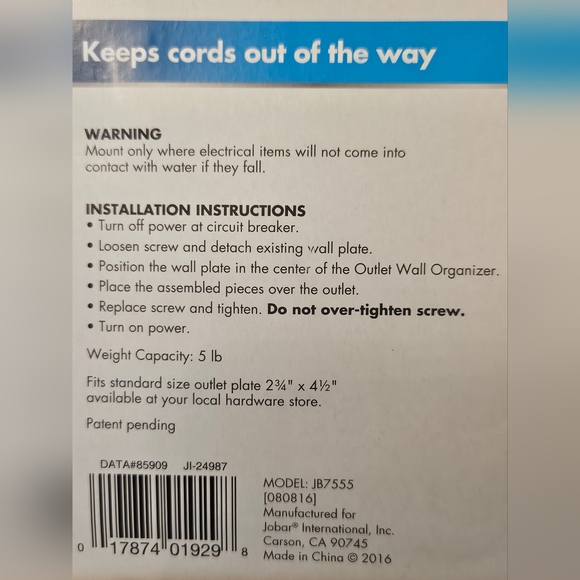 Keeps cords out of the way
WARNING
Mount only where electrical items will not come into
contact with water if they fall.
INSTALLATION INSTRUCTIONS
• Turn off power at circuit breaker.
• Loosen screw and detach existing wall plate.
• Position the wall plate in the center of the Outlet Wall Organizer.
• Place the assembled pieces over the outlet.
• Replace screw and tighten. Do not over-tighten screw.
• Turn on power.
Weight Capacity: 5 lb
Fits standard size outlet plate 2¾" x 4½"
available at your local hardware store.
Patent pending
DATA#85909 JI-24987
0 17874 01929 8
MODEL: JB7555
[080816]
Manufactured for
Jobar® International, Inc.
Carson, CA 90745
Made in China © 2016